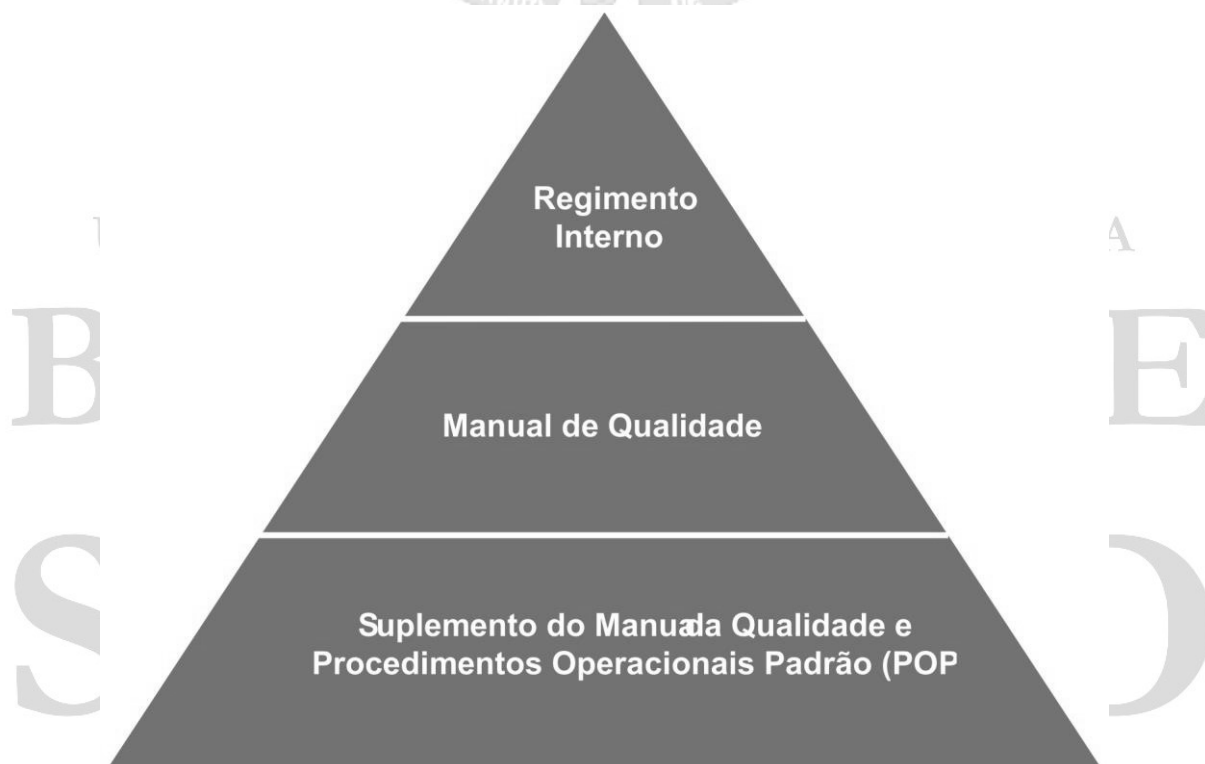 Regimento
Interno
A
B
E
Manual de Qualidade
S
Suplemento do Manuada Qualidade e
Procedimentos Operacionais Padrão (POP